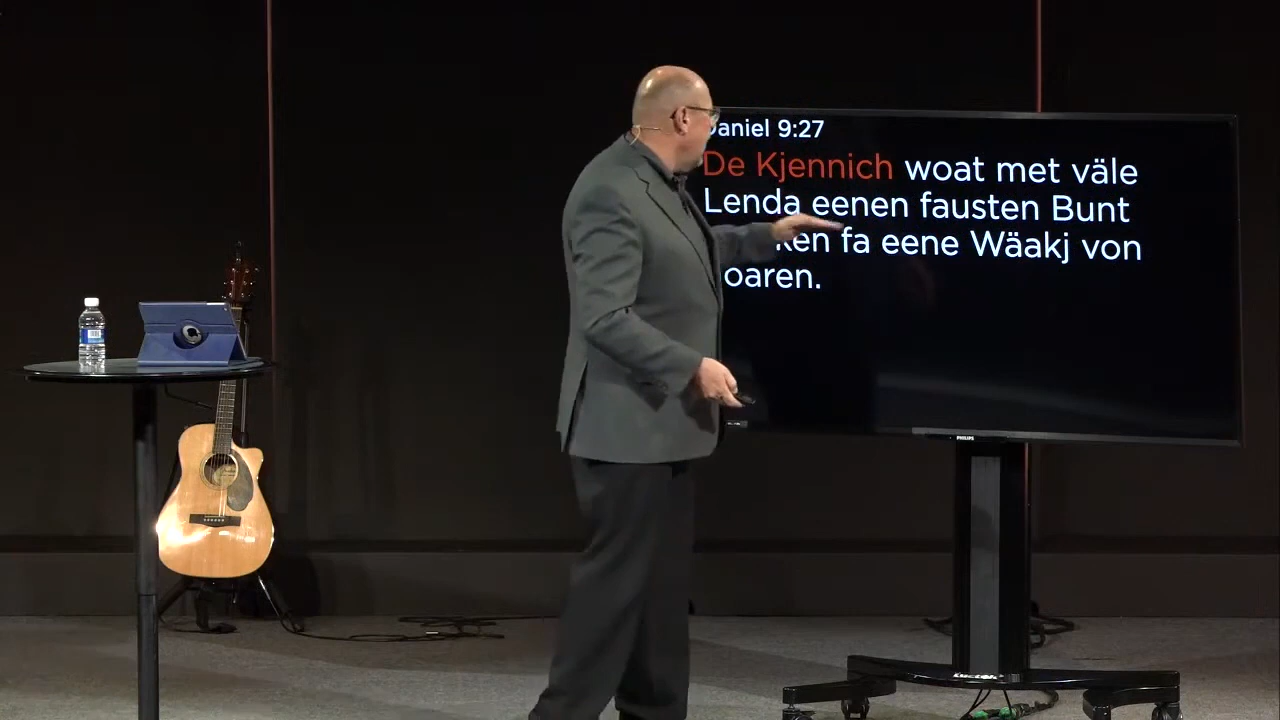 Daniel 9:27
De Kjennich woat met väle
Lenda eenen fausten Bunt
fa eene Wäakj von
PHILIPS